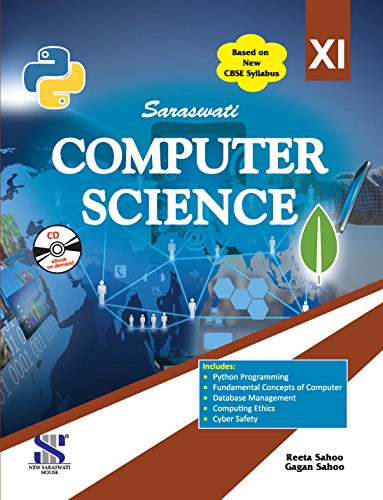 Based on
New
CBSE Syllabus
XI
Saraswati
COMPUTER
SCIENCE
CD
eBook
on demand
Includes:
• Python Programming
• Fundamental Concepts of Computer
• Database Management
• Computing Ethics
• Cyber Safety
NEW SARASWATI
HOUSE
Reeta Sahoo
Gagan Sahoo